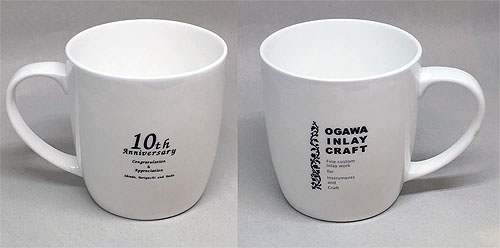 10th
Anniversary
Congratulation
&
Appreciation
OGAWA
INLAY
CRAFT
Fine custom
inlay work
for
Instruments
and
Craft